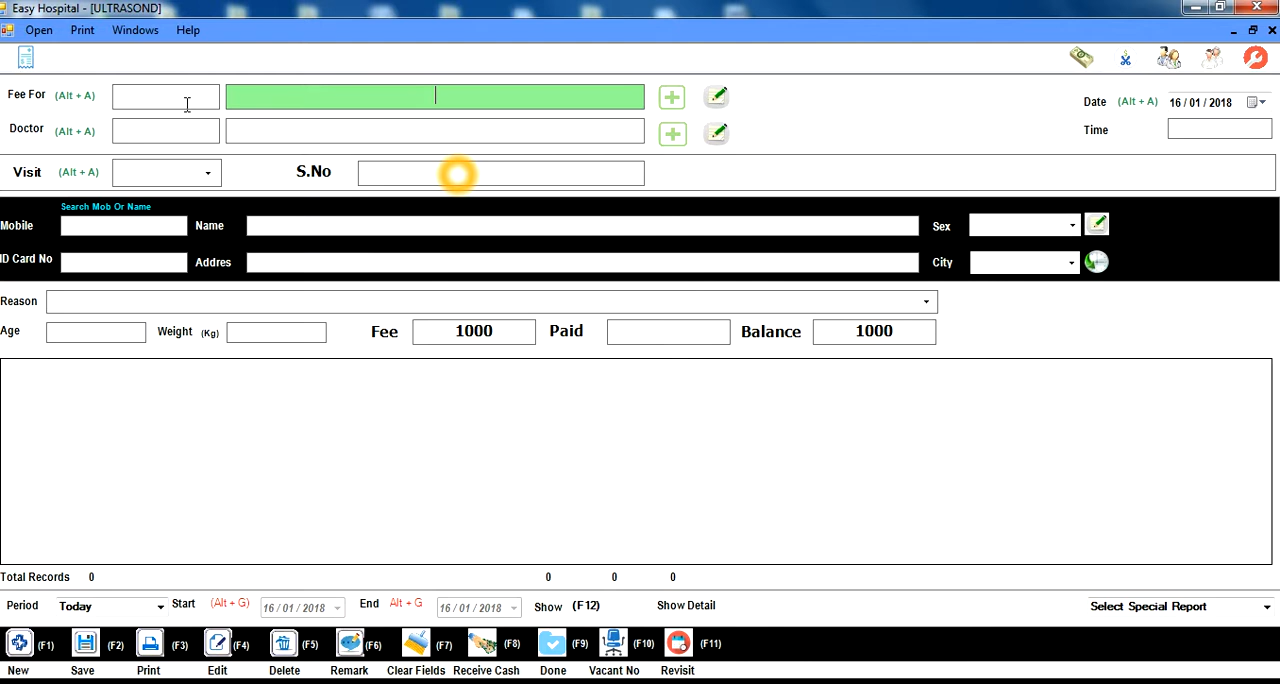 Easy Hospital - [ULTRASOND]
Open Print Windows Help
Fee For (Alt + A)
Date (Alt + A) 16 / 01 / 2018
Doctor (Alt + A)
Time
Visit (Alt + A) S.No
Search Mob Or Name
Mobile Name Sex
ID Card No Addres City
Reason
Age Weight (Kg) Fee 1000 Paid Balance 1000
Total Records 0 0 0 0
Period Today Start (Alt + G) 16 / 01 / 2018 End Alt + G 16 / 01 / 2018 Show (F12) Show Detail Select Special Report
(F1) (F2) (F3) (F4) (F5) (F6) (F7) (F8) (F9) (F10) (F11)
New Save Print Edit Delete Remark Clear Fields Receive Cash Done Vacant No Revisit